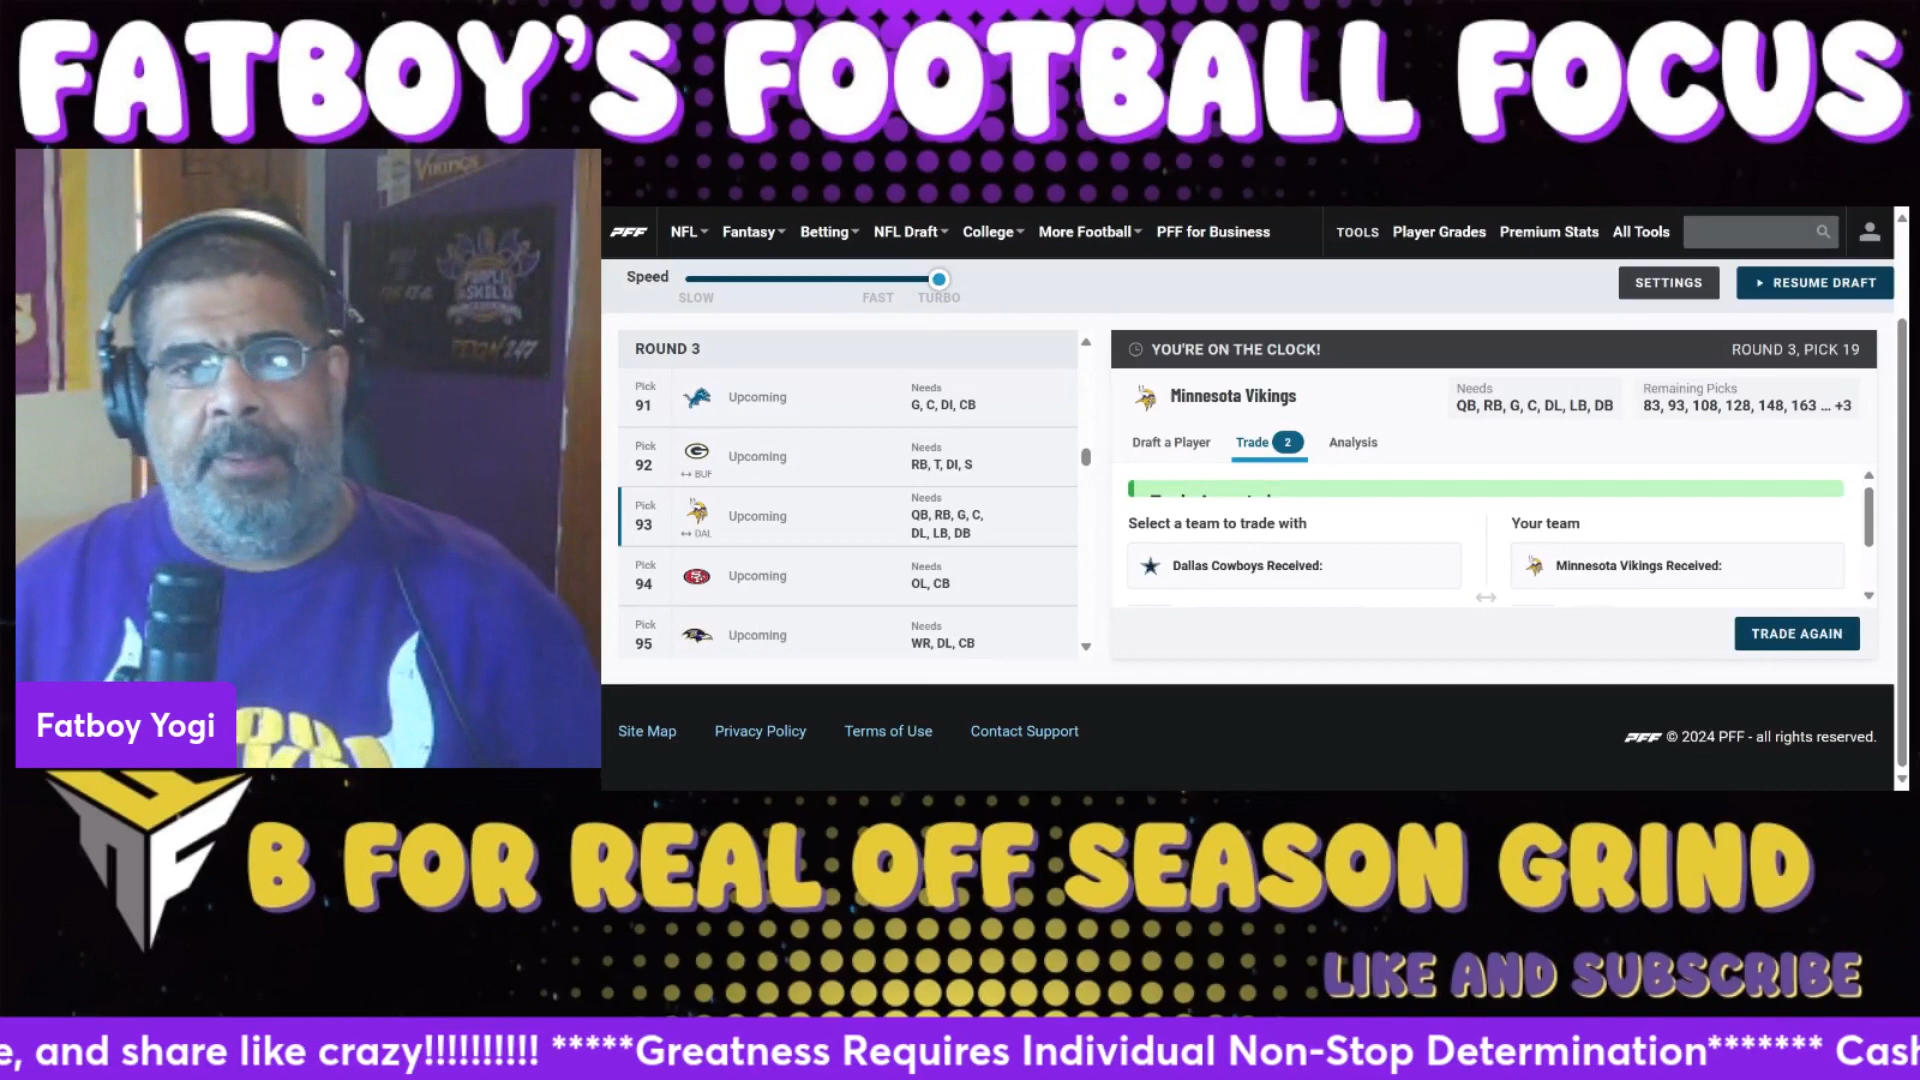 FATBOY'S FOOTBALL FOCUS
VIKINGS
PFF NFL Fantasy Betting NFL Draft College More Football PFF for Business TOOLS Player Grades Premium Stats All Tools
Speed
SLOW FAST TURBO
SETTINGS RESUME DRAFT
ROUND 3
Pick 91 Upcoming Needs G, C, DI, CB
Pick 92 ↔ BUF Upcoming Needs RB, T, DI, S
Pick 93 ↔ DAL Upcoming Needs QB, RB, G, C, DL, LB, DB
Pick 94 Upcoming Needs OL, CB
Pick 95 Upcoming Needs WR, DL, CB
YOU'RE ON THE CLOCK! ROUND 3, PICK 19
Minnesota Vikings
Needs QB, RB, G, C, DL, LB, DB
Remaining Picks 83, 93, 108, 128, 148, 163 ... +3
Draft a Player Trade 2 Analysis
Select a team to trade with Your team
Dallas Cowboys Received: Minnesota Vikings Received:
TRADE AGAIN
Site Map Privacy Policy Terms of Use Contact Support
PFF © 2024 PFF - all rights reserved.
Fatboy Yogi
B FOR REAL OFF SEASON GRIND
LIKE AND SUBSCRIBE
e, and share like crazy!!!!!!!!!! *****Greatness Requires Individual Non-Stop Determination******* Cash